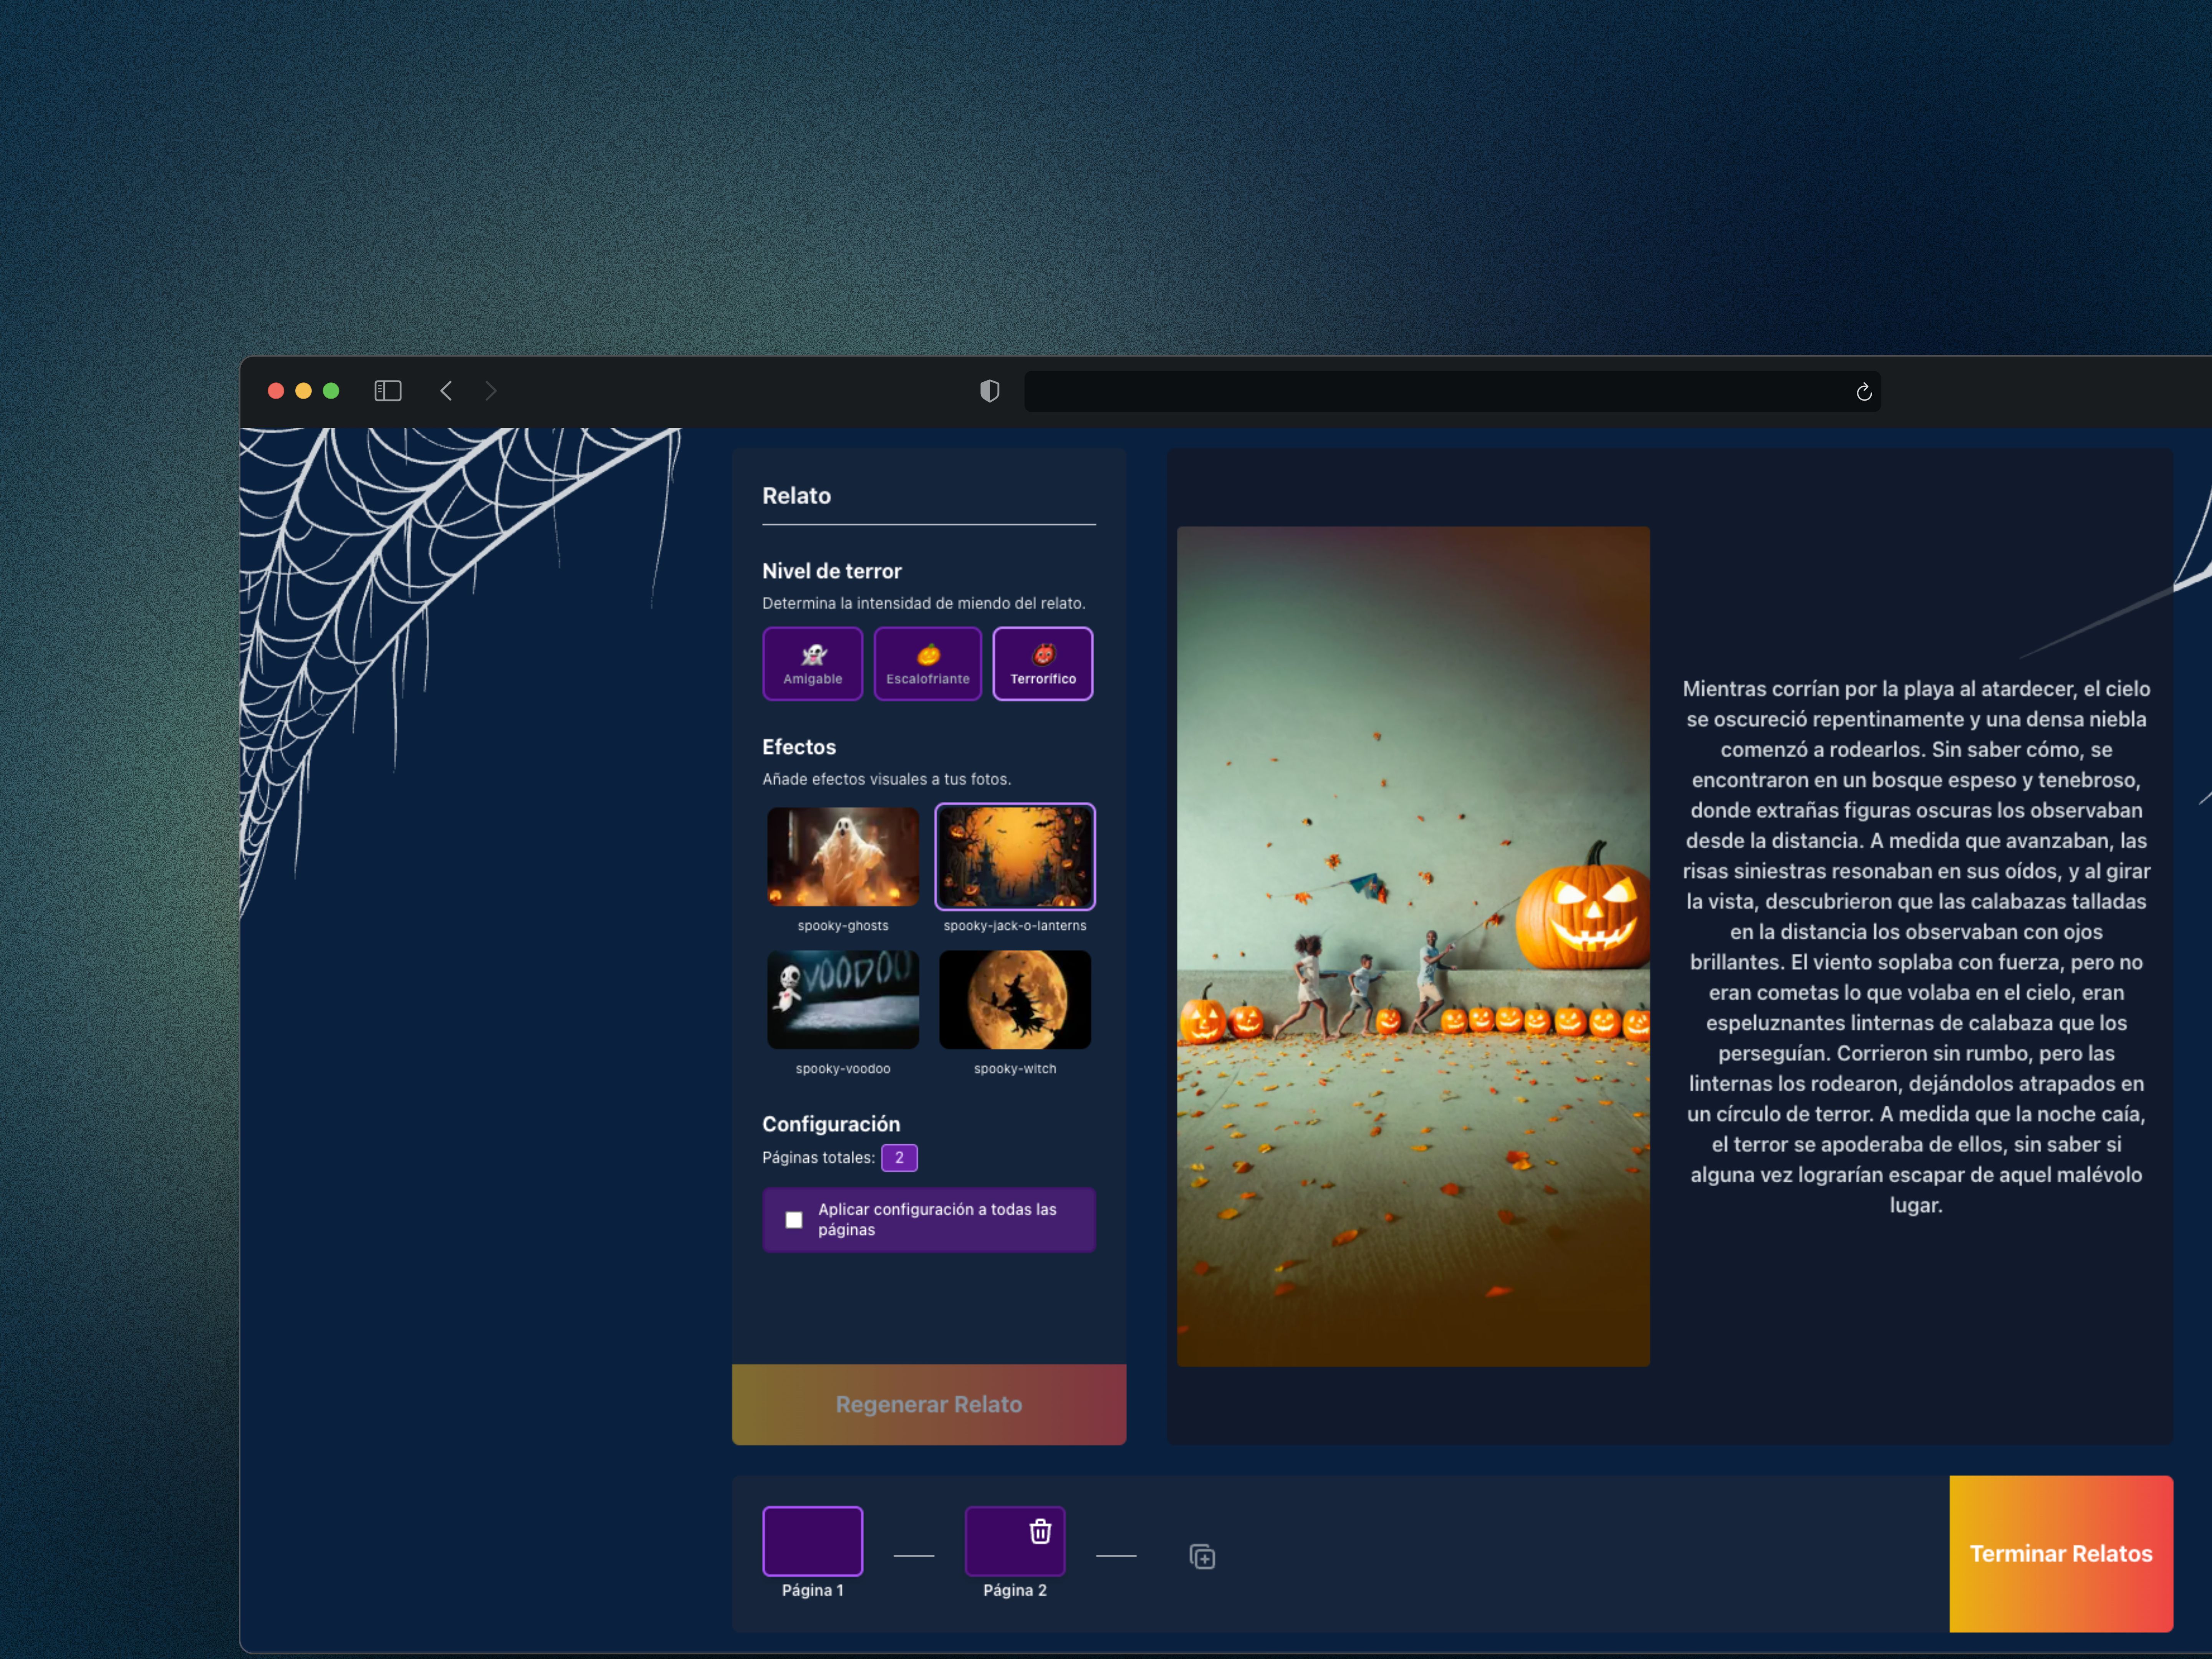 Relato
Nivel de terror
Determina la intensidad de miendo del relato.
Amigable
Escalofriante
Terrorífico
Efectos
Añade efectos visuales a tus fotos.
spooky-ghosts
spooky-jack-o-lanterns
VOODOO
spooky-voodoo
spooky-witch
Configuración
Páginas totales: 2
Aplicar configuración a todas las
páginas
Regenerar Relato
Mientras corrían por la playa al atardecer, el cielo
se oscureció repentinamente y una densa niebla
comenzó a rodearlos. Sin saber cómo, se
encontraron en un bosque espeso y tenebroso,
donde extrañas figuras oscuras los observaban
desde la distancia. A medida que avanzaban, las
risas siniestras resonaban en sus oídos, y al girar
la vista, descubrieron que las calabazas talladas
en la distancia los observaban con ojos
brillantes. El viento soplaba con fuerza, pero no
eran cometas lo que volaba en el cielo, eran
espeluznantes linternas de calabaza que los
perseguían. Corrieron sin rumbo, pero las
linternas los rodearon, dejándolos atrapados en
un círculo de terror. A medida que la noche caía,
el terror se apoderaba de ellos, sin saber si
alguna vez lograrían escapar de aquel malévolo
lugar.
Página 1
Página 2
Terminar Relatos